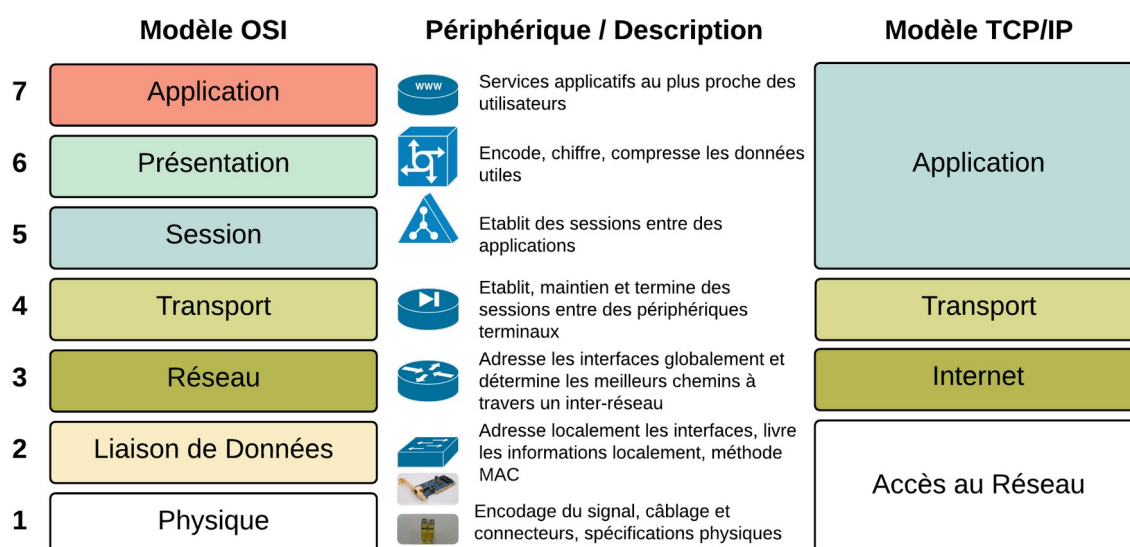 Modèle OSI
Périphérique / Description
Modèle TCP/IP
7
Application
www
Services applicatifs au plus proche des
utilisateurs
6
Présentation
Encode, chiffre, compresse les données
utiles
Application
5
Session
Etablit des sessions entre des
applications
4
Transport
Etablit, maintien et termine des
sessions entre des périphériques
terminaux
Transport
3
Réseau
Adresse les interfaces globalement et
détermine les meilleurs chemins à
travers un inter-réseau
Internet
2
Liaison de Données
Adresse localement les interfaces, livre
les informations localement, méthode
MAC
Accès au Réseau
1
Physique
Encodage du signal, câblage et
connecteurs, spécifications physiques